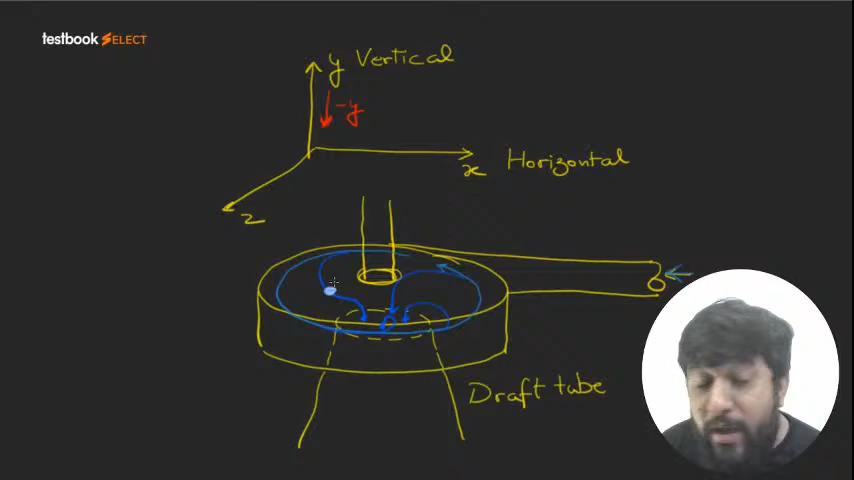 testbook SELECT
y Vertical
-y
x Horizontal
z
Draft tube